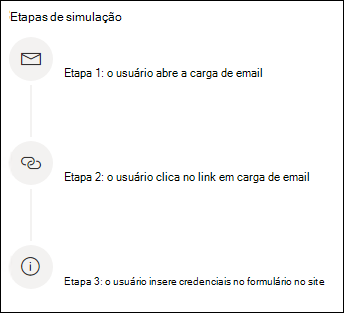 Etapas de simulação
Etapa 1: o usuário abre a carga de email
Etapa 2: o usuário clica no link em carga de email
Etapa 3: o usuário insere credenciais no formulário no site